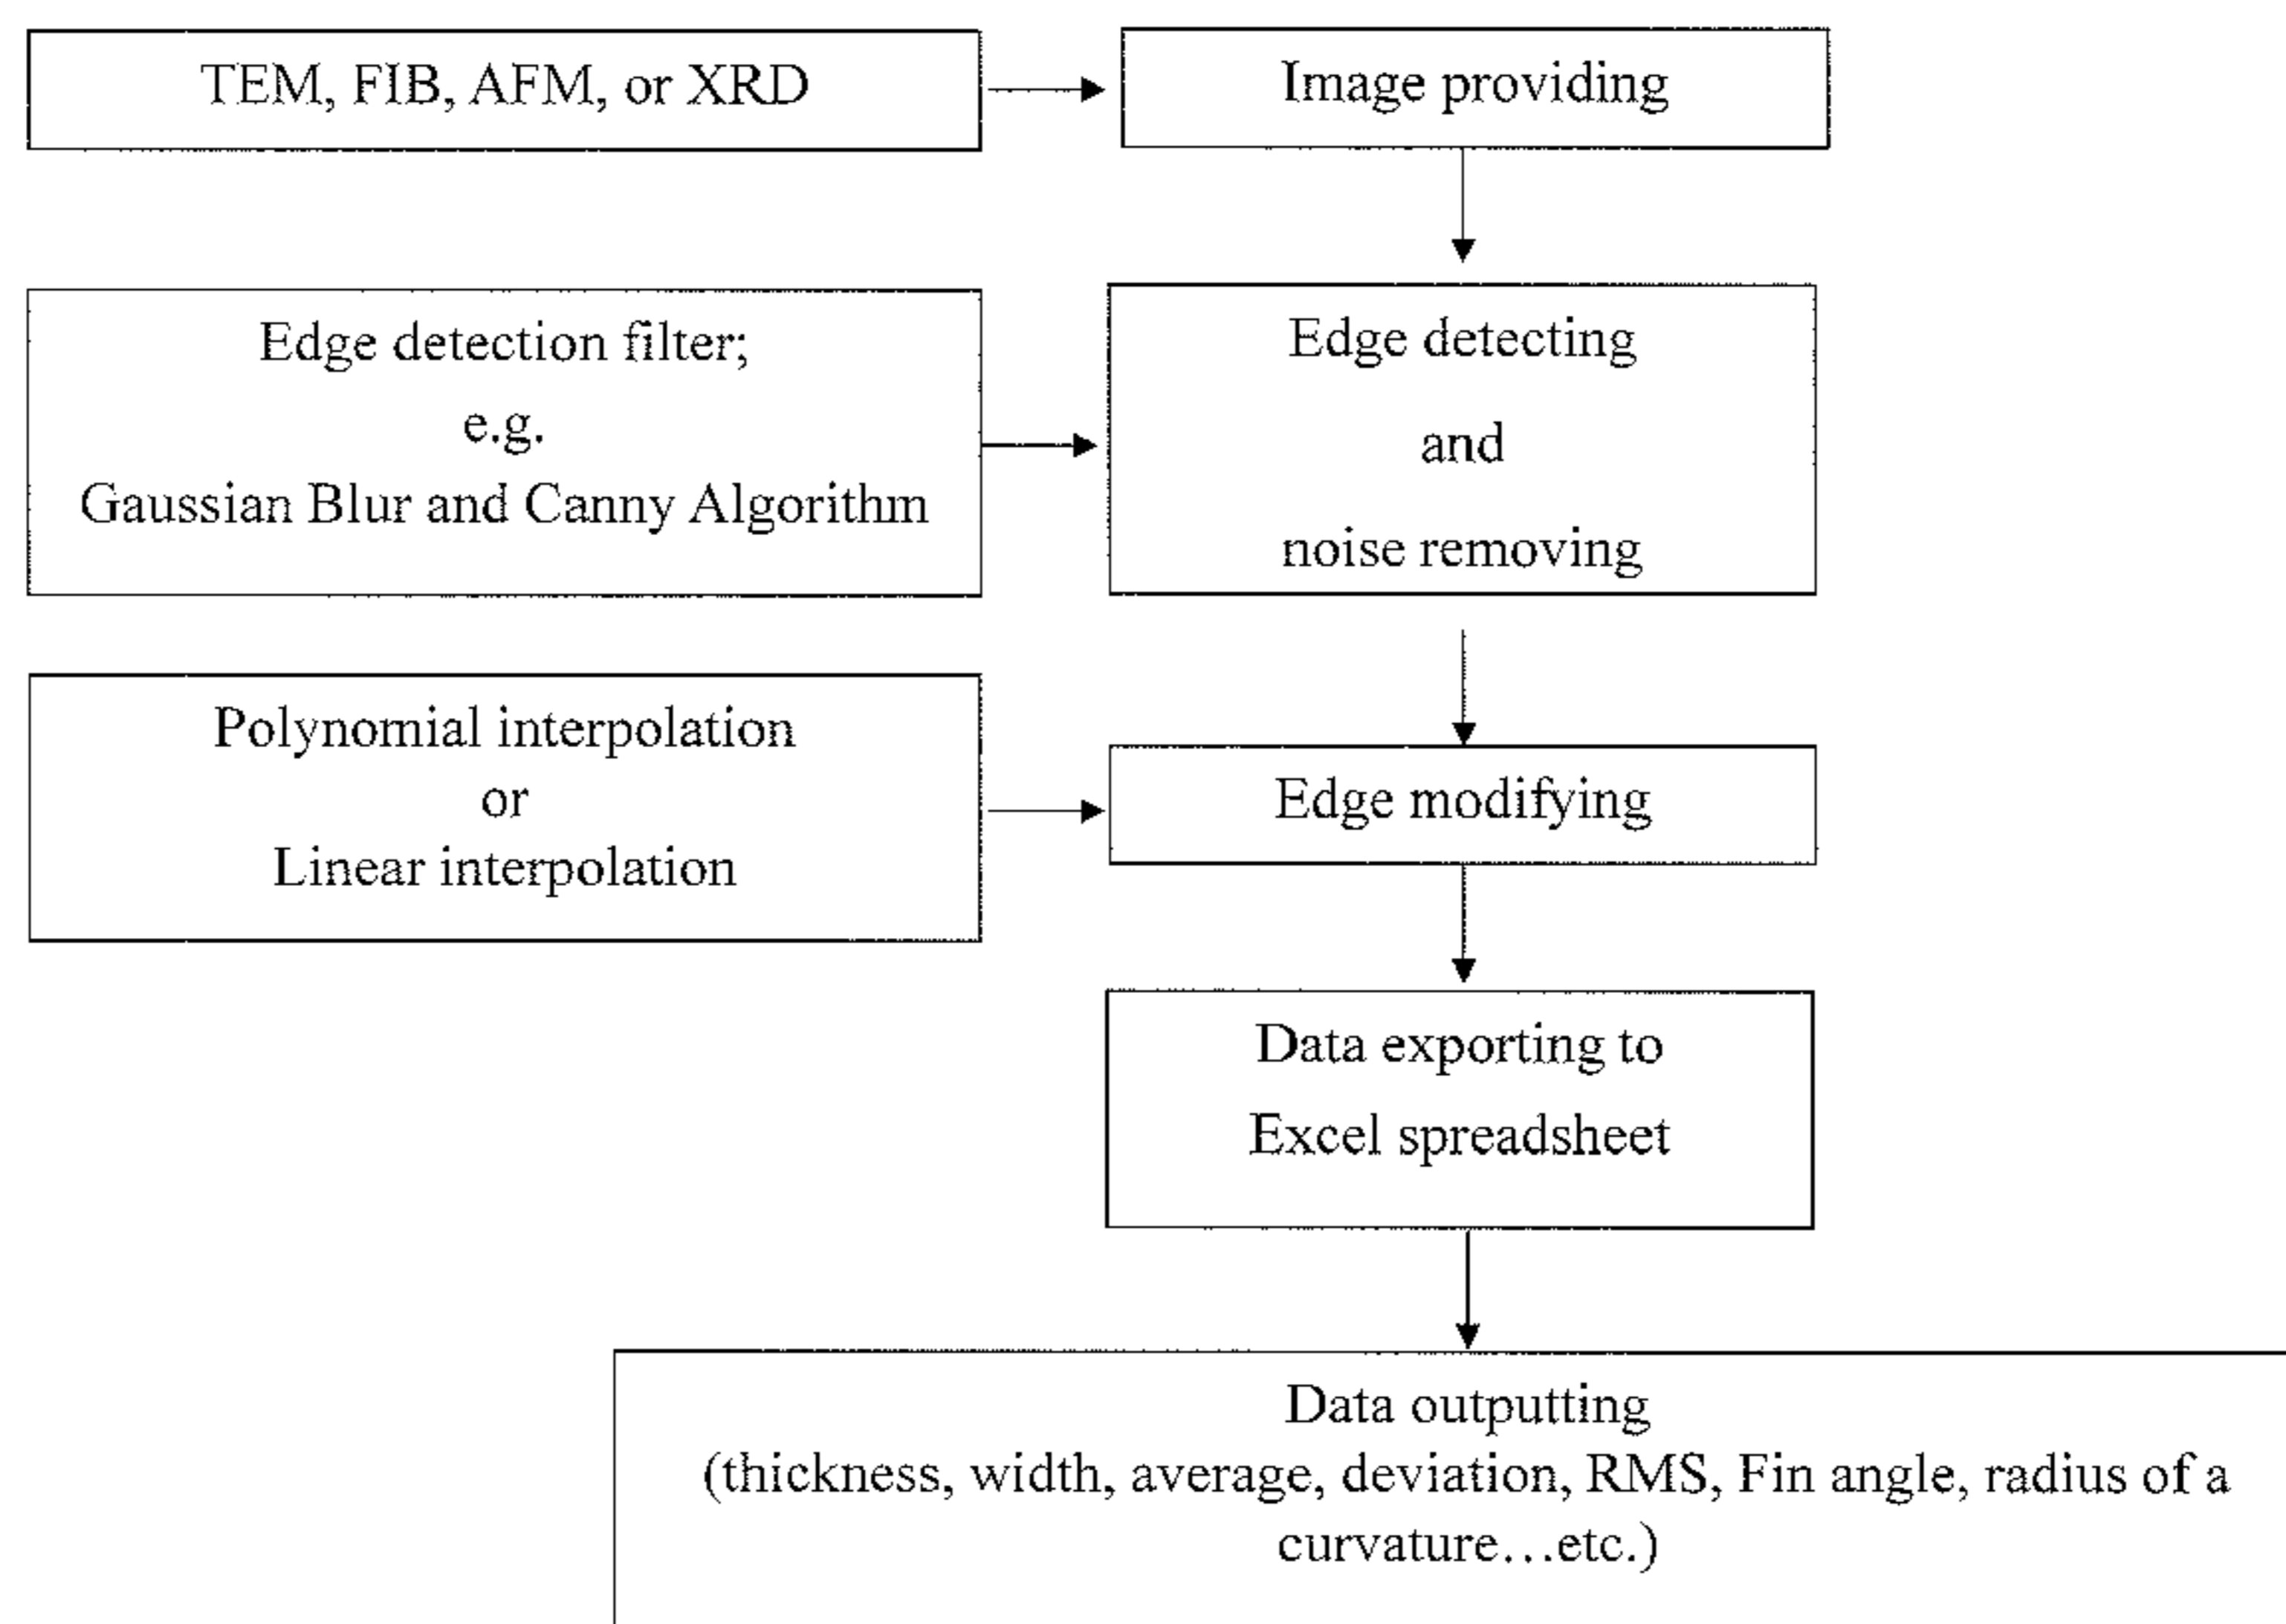 TEM, FIB, AFM, or XRD
Image providing
Edge detection filter;
e.g.
Gaussian Blur and Canny Algorithm
Edge detecting
and
noise removing
Polynomial interpolation
or
Linear interpolation
Edge modifying
Data exporting to
Excel spreadsheet
Data outputting
(thickness, width, average, deviation, RMS, Fin angle, radius of a
curvature…etc.)